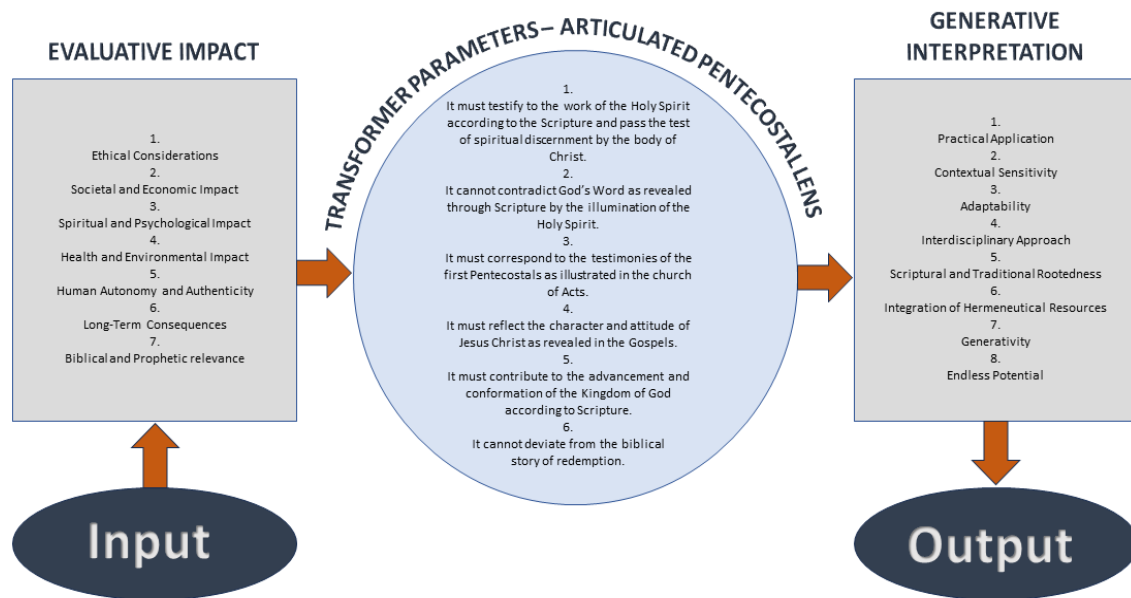 EVALUATIVE IMPACT
1.
Ethical Considerations
2.
Societal and Economic Impact
3.
Spiritual and Psychological Impact
4.
Health and Environmental Impact
5.
Human Autonomy and Authenticity
6.
Long-Term Consequences
7.
Biblical and Prophetic relevance
Input
TRANSFORMER PARAMETERS – ARTICULATED PENTECOSTAL LENS
1.
It must testify to the work of the Holy Spirit
according to the Scripture and pass the test
of spiritual discernment by the body of
Christ.
2.
It cannot contradict God's Word as revealed
through Scripture by the illumination of the
Holy Spirit.
3.
It must correspond to the testimonies of the
first Pentecostals as illustrated in the church
of Acts.
4.
It must reflect the character and attitude of
Jesus Christ as revealed in the Gospels.
5.
It must contribute to the advancement and
conformation of the Kingdom of God
according to Scripture.
6.
It cannot deviate from the biblical
story of redemption.
GENERATIVE
INTERPRETATION
1.
Practical Application
2.
Contextual Sensitivity
3.
Adaptability
4.
Interdisciplinary Approach
5.
Scriptural and Traditional Rootedness
6.
Integration of Hermeneutical Resources
7.
Generativity
8.
Endless Potential
Output